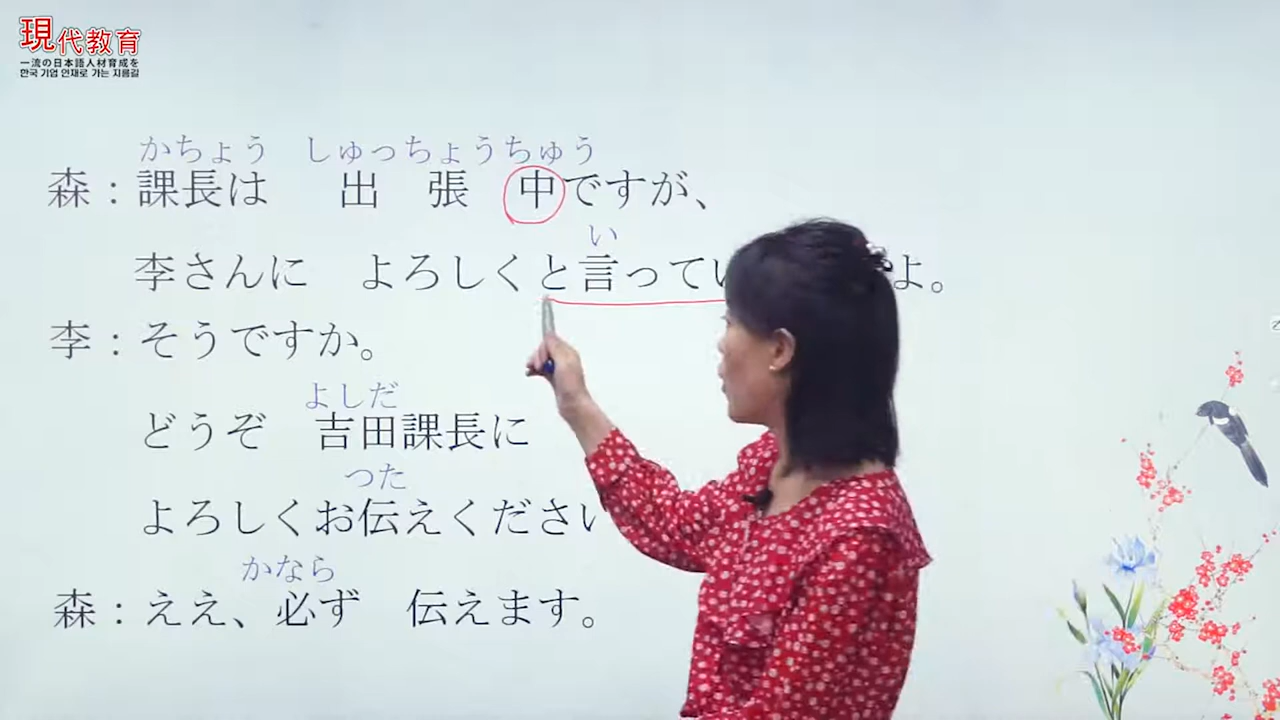 現代教育
一流の日本語人材育成を
한국 기업 인재로 가는 지름길
かちょう しゅっちょうちゅう
森：課長は 出 張 中ですが、
い
李さんに よろしくと言ってい よ。
李：そうですか。
よしだ
どうぞ 吉田課長に
つた
よろしくお伝えくださ
かなら
森：ええ、必ず 伝えます。